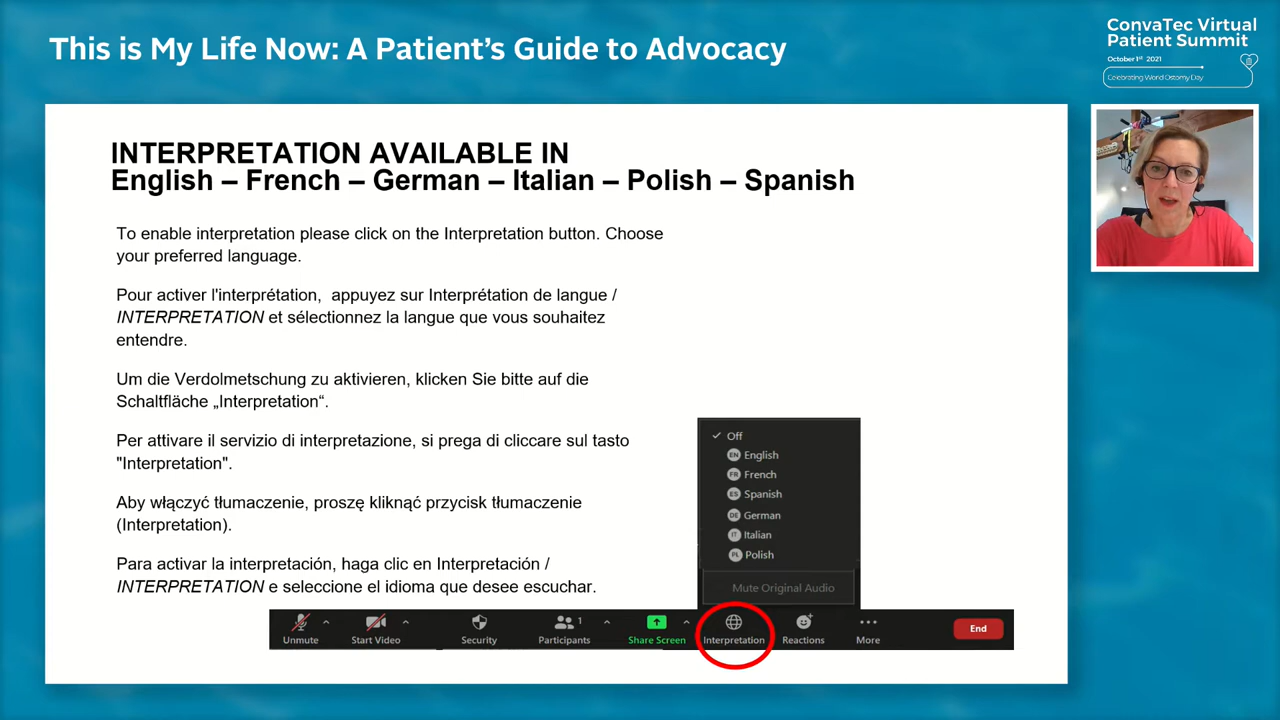 This is My Life Now: A Patient's Guide to Advocacy
ConvaTec Virtual
Patient Summit
October 1st 2021
Celebrating Word Ostomy Day
INTERPRETATION AVAILABLE IN
English – French – German – Italian – Polish – Spanish
To enable interpretation please click on the Interpretation button. Choose
your preferred language.
Pour activer l'interprétation,  appuyez sur Interprétation de langue /
INTERPRETATION et sélectionnez la langue que vous souhaitez
entendre.
Um die Verdolmetschung zu aktivieren, klicken Sie bitte auf die
Schaltfläche „Interpretation“.
Per attivare il servizio di interpretazione, si prega di cliccare sul tasto
"Interpretation".
Aby włączyć tłumaczenie, proszę kliknąć przycisk tłumaczenie
(Interpretation).
Para activar la interpretación, haga clic en Interpretación /
INTERPRETATION e seleccione el idioma que desee escuchar.
Off
EN English
FR French
ES Spanish
DE German
IT Italian
PL Polish
Mute Original Audio
1
Unmute Start Video Security Participants Share Screen Interpretation Reactions More End